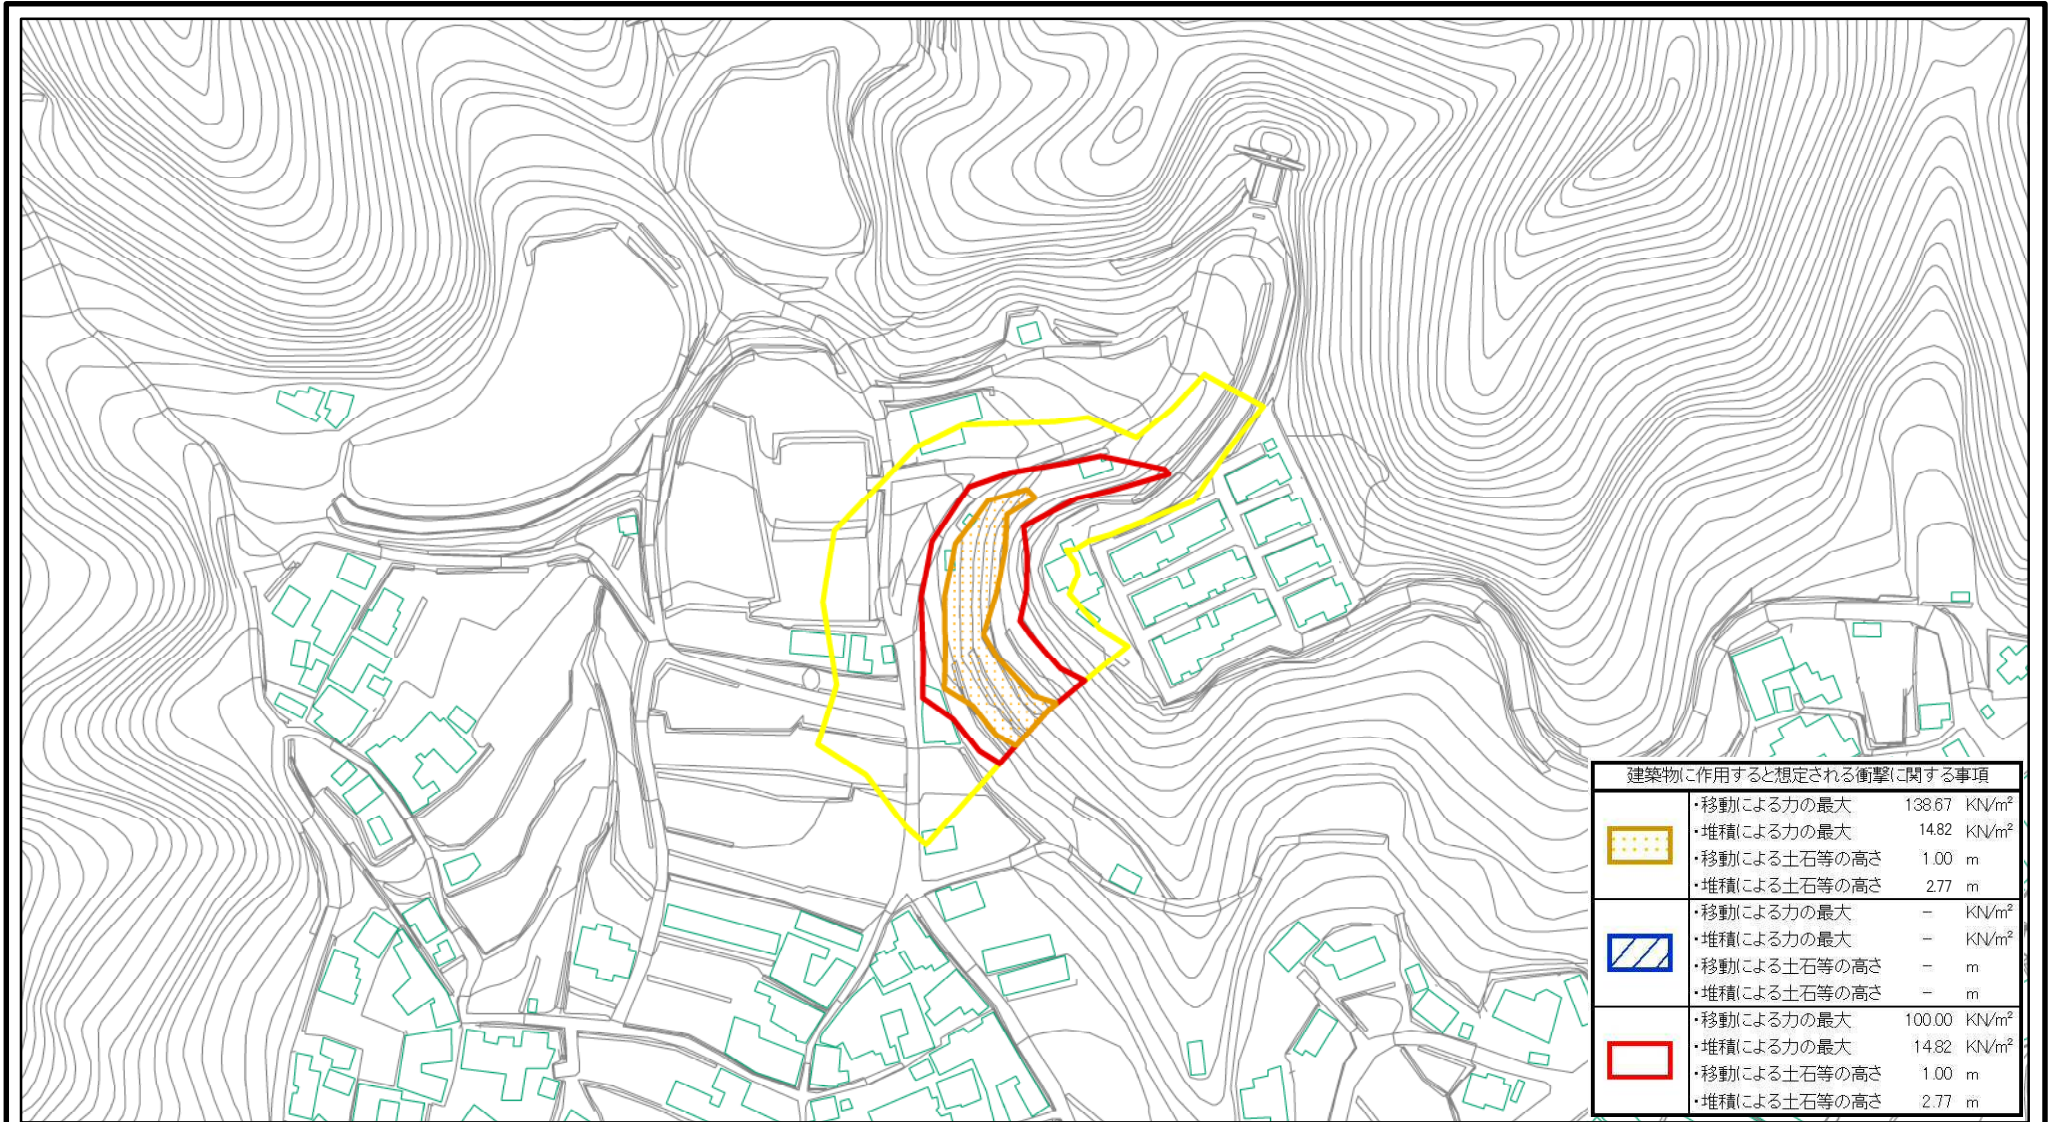 建築物に作用すると想定される衝撃に関する事項
・移動による力の最大 138.67 KN/m²
・堆積による力の最大 14.82 KN/m²
・移動による土石等の高さ 1.00 m
・堆積による土石等の高さ 2.77 m
・移動による力の最大 － KN/m²
・堆積による力の最大 － KN/m²
・移動による土石等の高さ － m
・堆積による土石等の高さ － m
・移動による力の最大 100.00 KN/m²
・堆積による力の最大 14.82 KN/m²
・移動による土石等の高さ 1.00 m
・堆積による土石等の高さ 2.77 m